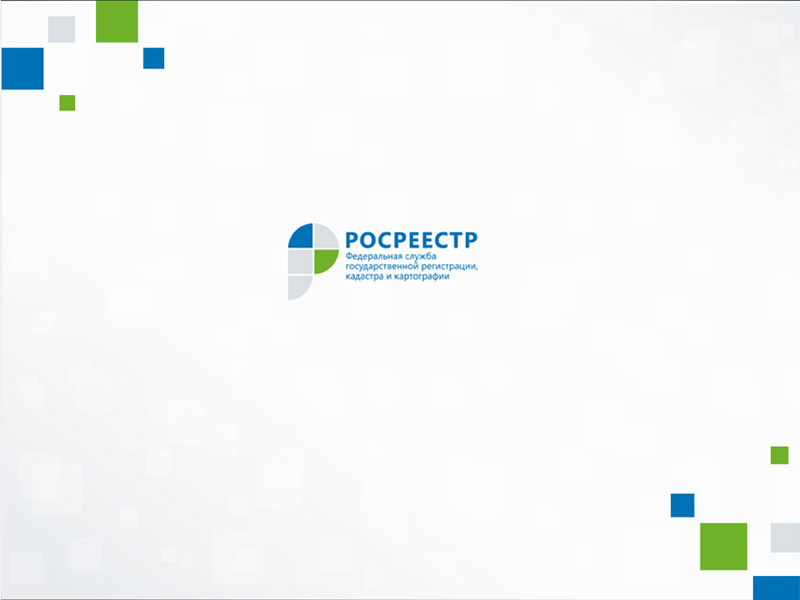 РОСРЕЕСТР
Федеральная служба
государственной регистрации,
кадастра и картографии